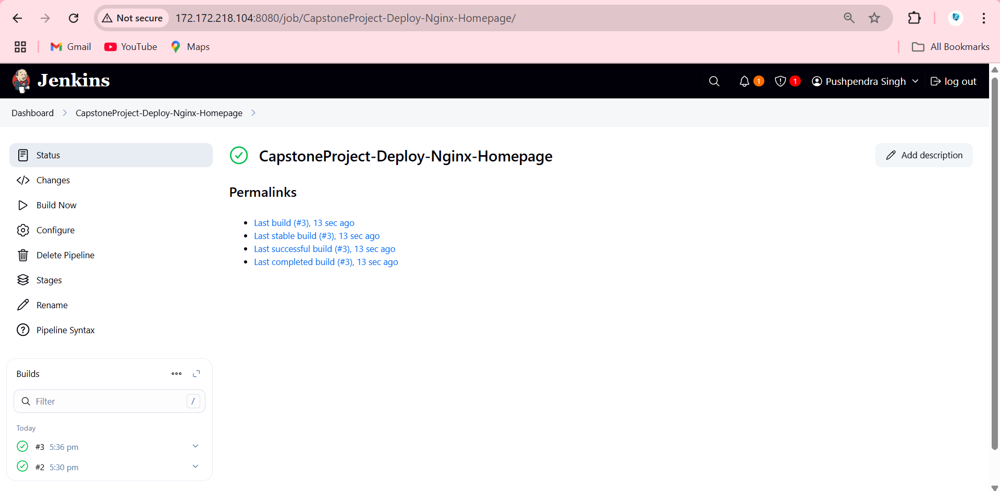 Not secure 172.172.218.104:8080/job/CapstoneProject-Deploy-Nginx-Homepage/
Gmail YouTube Maps All Bookmarks
Jenkins 1 1 Pushpendra Singh log out
Dashboard CapstoneProject-Deploy-Nginx-Homepage
Status
Changes
Build Now
Configure
Delete Pipeline
Stages
Rename
Pipeline Syntax
Builds
Filter /
Today
#3 5:36 pm
#2 5:30 pm
CapstoneProject-Deploy-Nginx-Homepage
Add description
Permalinks
Last build (#3), 13 sec ago
Last stable build (#3), 13 sec ago
Last successful build (#3), 13 sec ago
Last completed build (#3), 13 sec ago